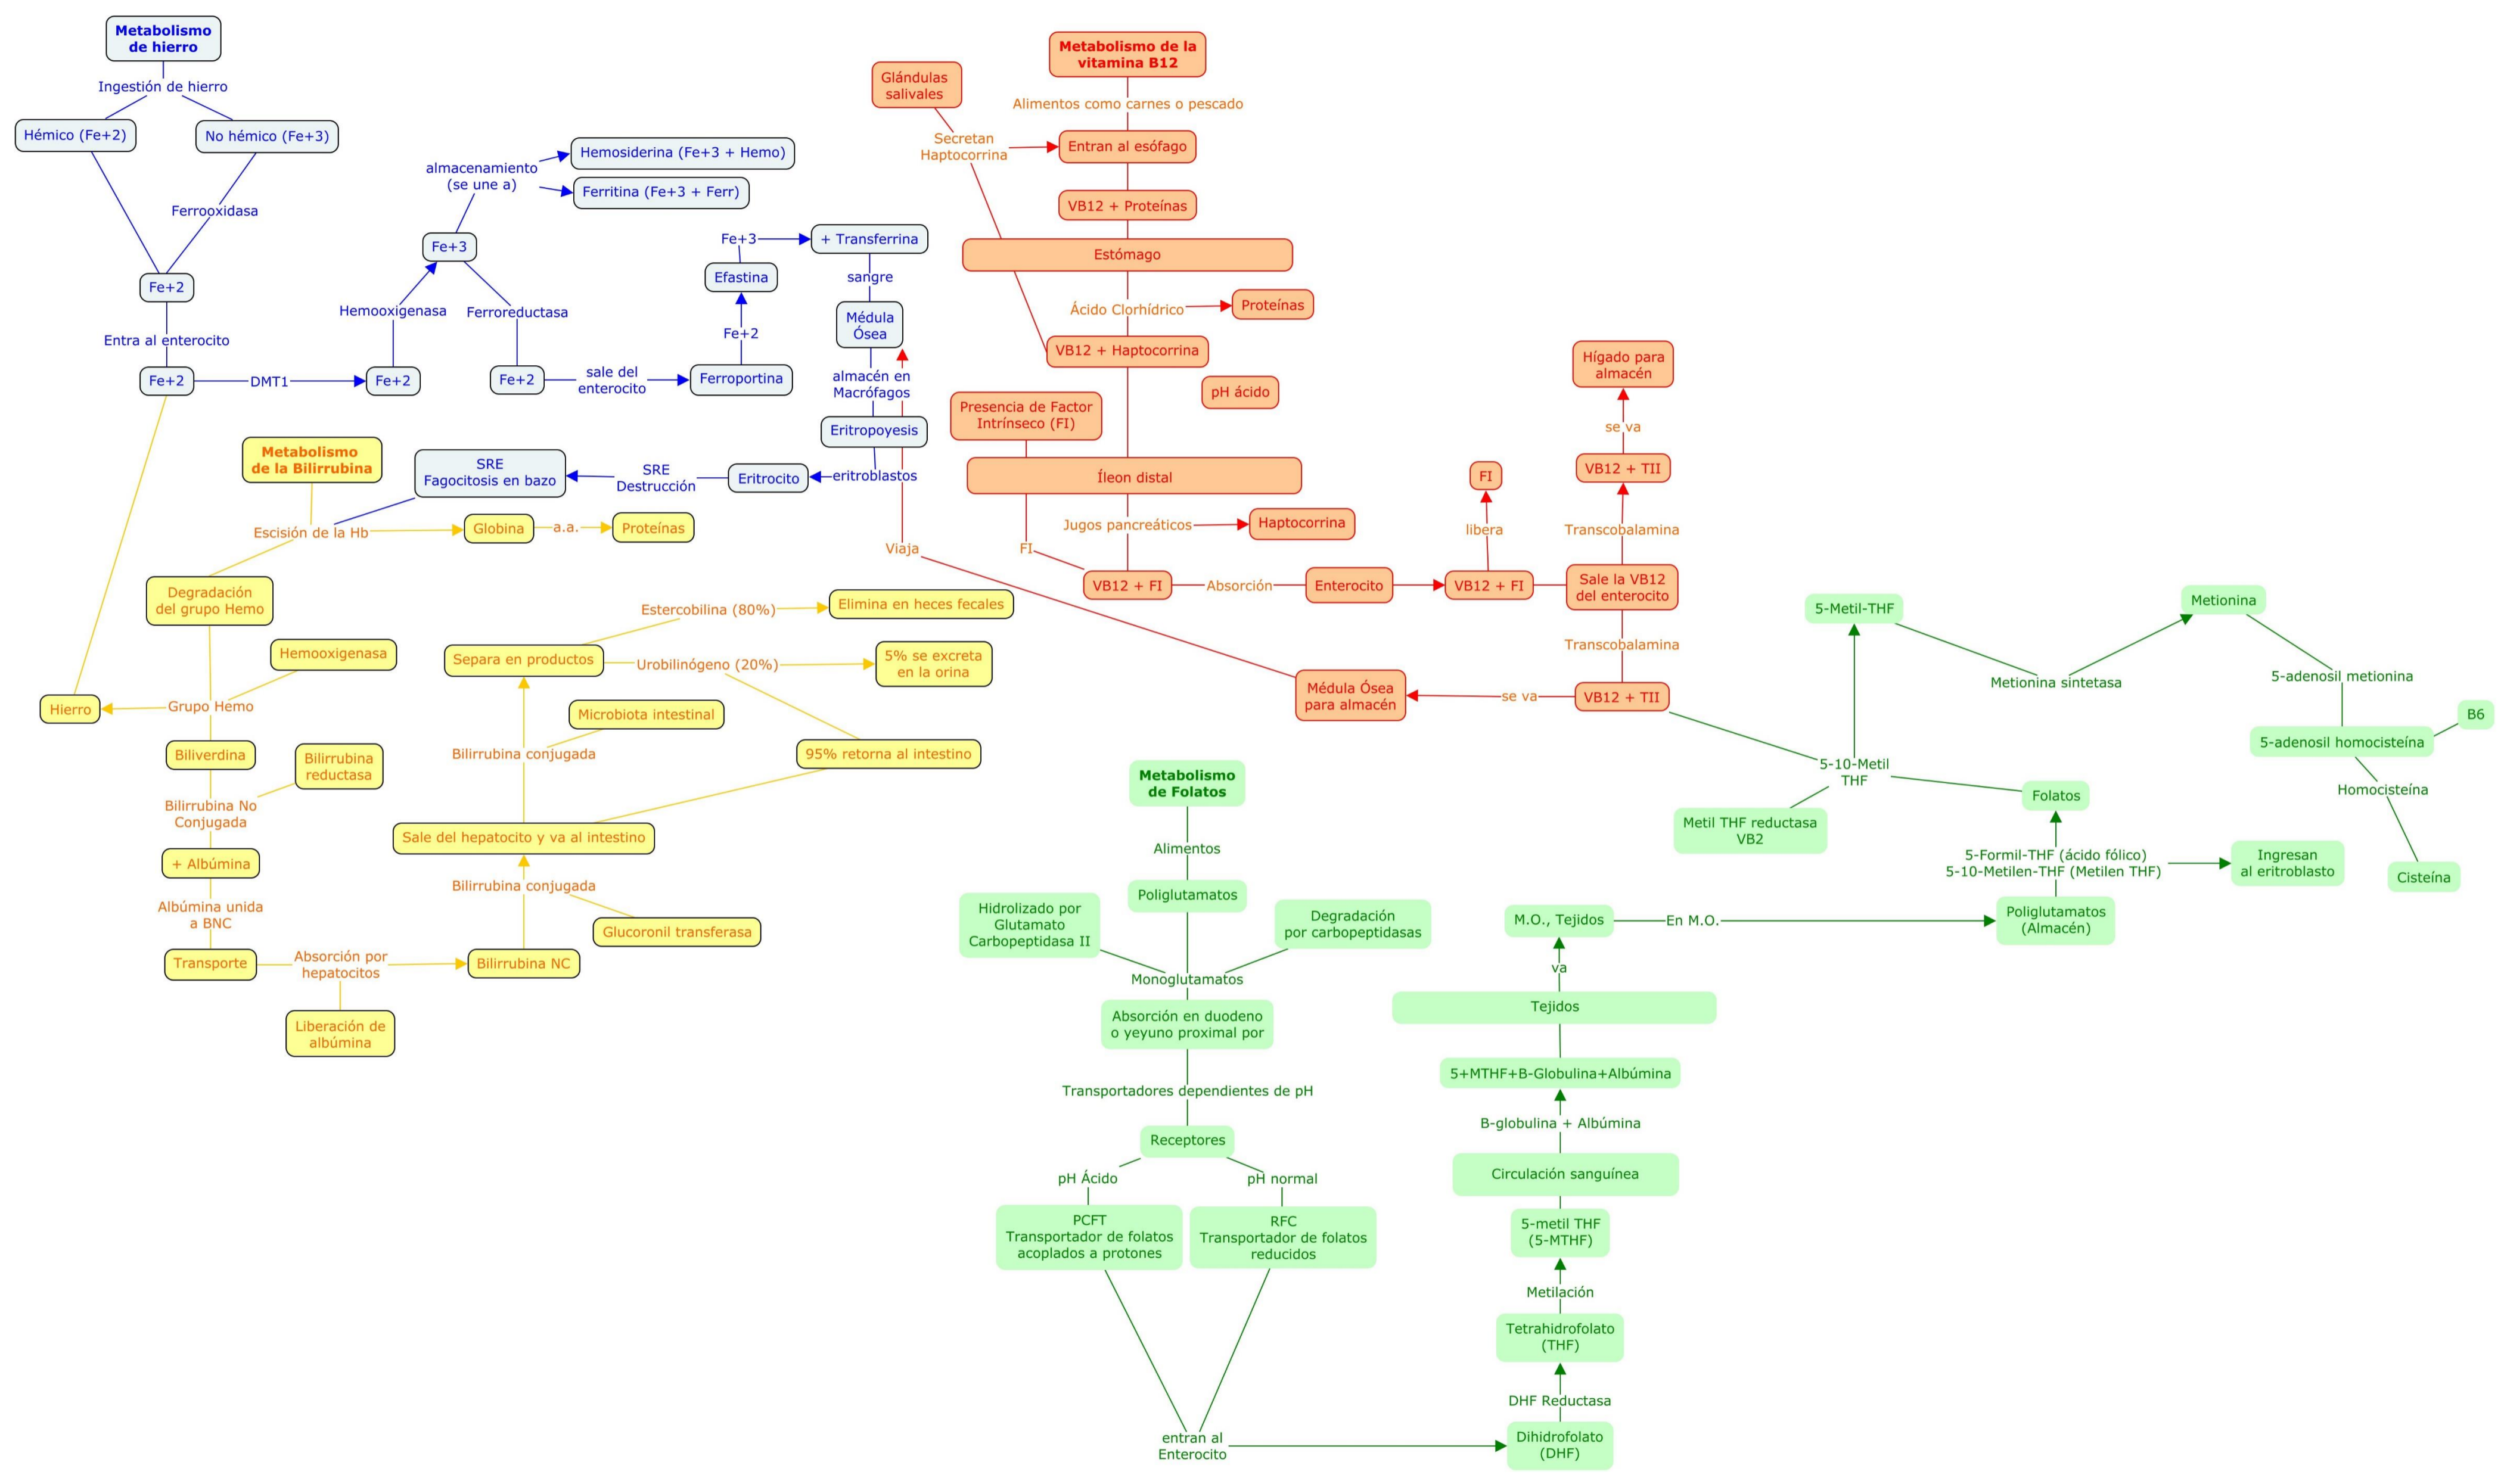 Metabolismo
de hierro
Ingestión de hierro
Hémico (Fe+2)
No hémico (Fe+3)
Ferrooxidasa
Fe+2
Entra al enterocito
Fe+2
DMT1
Fe+2
Hemooxigenasa
Fe+3
almacenamiento
(se une a)
Hemosiderina (Fe+3 + Hemo)
Ferritina (Fe+3 + Ferr)
Ferroreductasa
Fe+2
sale del
enterocito
Ferroportina
Fe+2
Efastina
Fe+3
+ Transferrina
sangre
Médula
Ósea
almacén en
Macrófagos
Eritropoyesis
eritroblastos
Eritrocito
SRE
Destrucción
SRE
Fagocitosis en bazo
Metabolismo
de la Bilirrubina
Escisión de la Hb
Globina
a.a.
Proteínas
Degradación
del grupo Hemo
Hemooxigenasa
Grupo Hemo
Hierro
Biliverdina
Bilirrubina
reductasa
Bilirrubina No
Conjugada
+ Albúmina
Albúmina unida
a BNC
Transporte
Absorción por
hepatocitos
Liberación de
albúmina
Bilirrubina NC
Glucoronil transferasa
Bilirrubina conjugada
Sale del hepatocito y va al intestino
Bilirrubina conjugada
Microbiota intestinal
Separa en productos
Estercobilina (80%)
Elimina en heces fecales
Urobilinógeno (20%)
5% se excreta
en la orina
95% retorna al intestino
Metabolismo de la
vitamina B12
Alimentos como carnes o pescado
Glándulas
salivales
Secretan
Haptocorrina
Entran al esófago
VB12 + Proteínas
Estómago
Ácido Clorhídrico
Proteínas
VB12 + Haptocorrina
pH ácido
Presencia de Factor
Intrínseco (FI)
Íleon distal
Jugos pancreáticos
Haptocorrina
FI
VB12 + FI
Absorción
Enterocito
VB12 + FI
libera
FI
Sale la VB12
del enterocito
Transcobalamina
VB12 + TII
se va
Hígado para
almacén
Transcobalamina
VB12 + TII
se va
Médula Ósea
para almacén
Viaja
Metabolismo
de Folatos
Alimentos
Poliglutamatos
Hidrolizado por
Glutamato
Carbopeptidasa II
Degradación
por carbopeptidasas
Monoglutamatos
Absorción en duodeno
o yeyuno proximal por
Transportadores dependientes de pH
Receptores
pH Ácido
pH normal
PCFT
Transportador de folatos
acoplados a protones
RFC
Transportador de folatos
reducidos
entran al
Enterocito
Dihidrofolato
(DHF)
DHF Reductasa
Tetrahidrofolato
(THF)
Metilación
5-metil THF
(5-MTHF)
Circulación sanguínea
B-globulina + Albúmina
5+MTHF+B-Globulina+Albúmina
Tejidos
va
M.O., Tejidos
En M.O.
Poliglutamatos
(Almacén)
5-Formil-THF (ácido fólico)
5-10-Metilen-THF (Metilen THF)
Ingresan
al eritroblasto
Folatos
5-10-Metil
THF
Metil THF reductasa
VB2
5-Metil-THF
Metionina sintetasa
Metionina
5-adenosil metionina
5-adenosil homocisteína
B6
Homocisteína
Cisteína